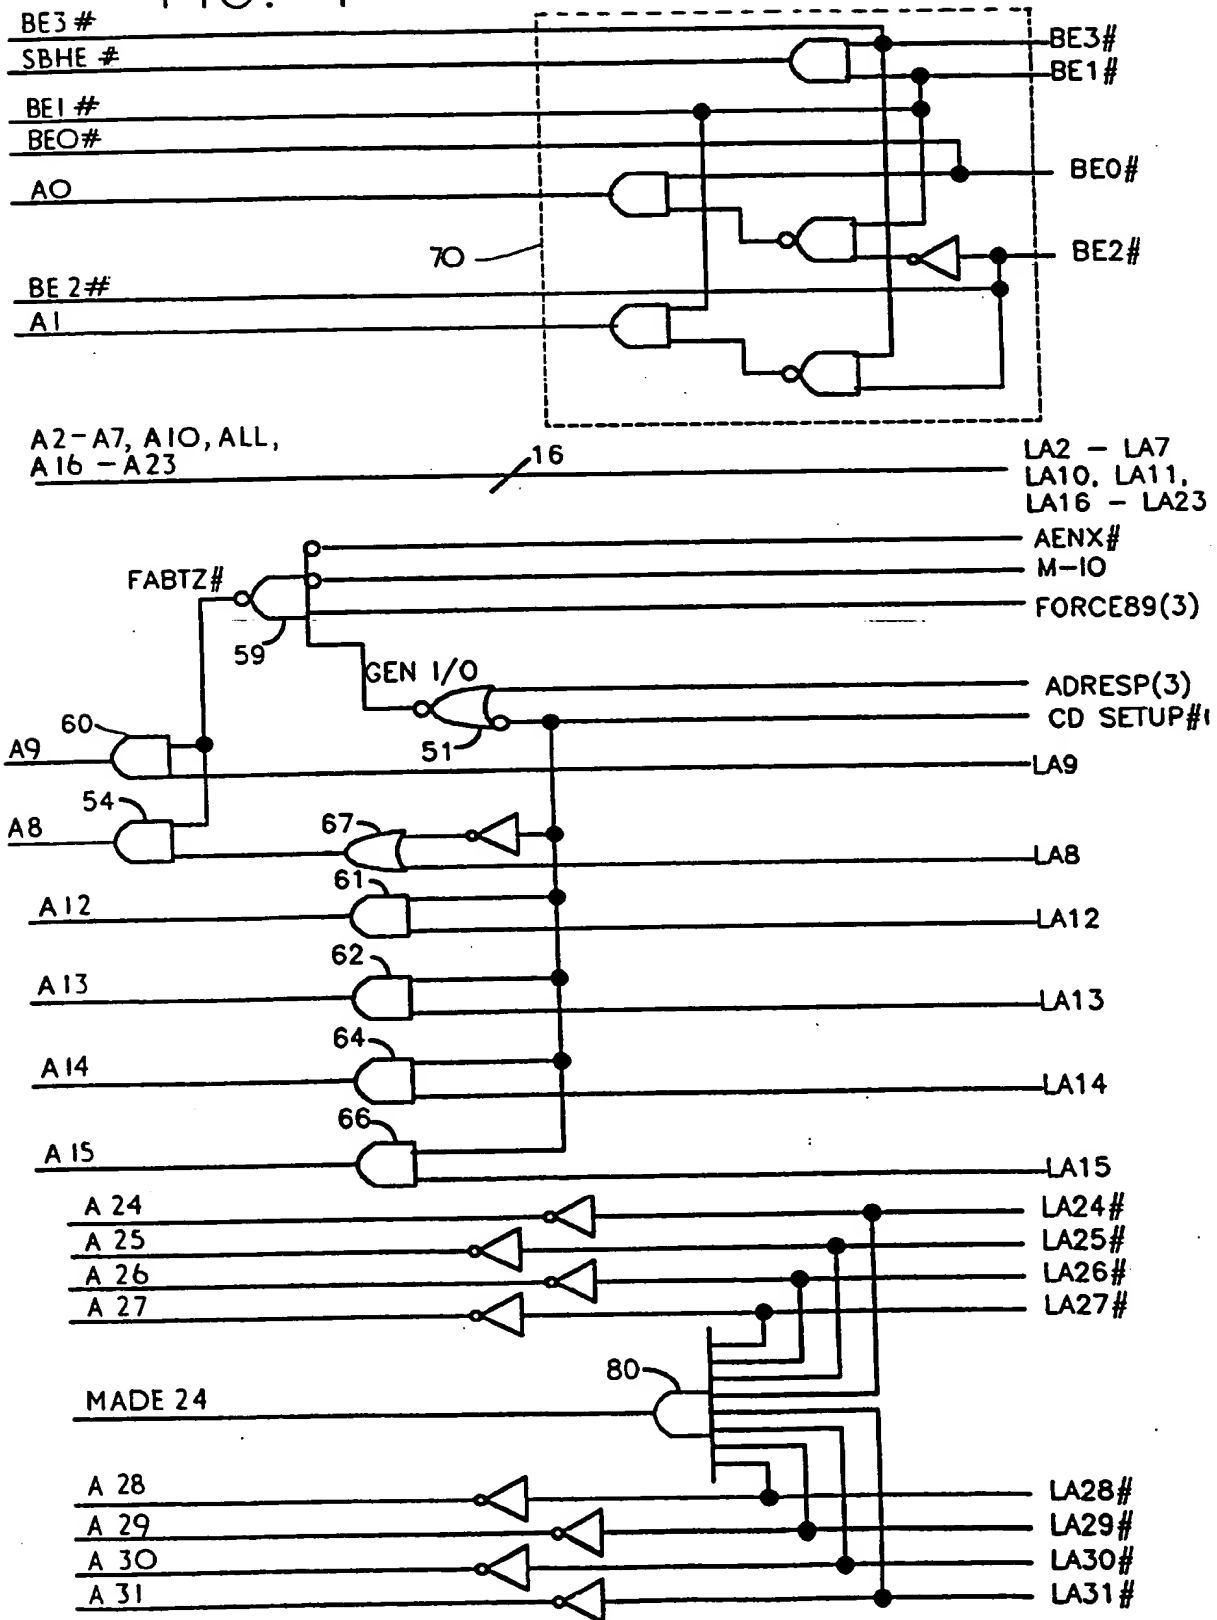 BE3#
SBHE #
BE1#
BE0#
A0
BE2#
A1
BE3#
BE1#
BE0#
BE2#
70
A2-A7, A10, ALL,
A16-A23
16
LA2 - LA7
LA10, LA11,
LA16 - LA23
AENX#
M-IO
FORCE89(3)
FABTZ#
59
GEN I/O
ADRESP(3)
CD SETUP#
51
60
A9
LA9
54
A8
67
LA8
61
A12
LA12
62
A13
LA13
64
A14
LA14
66
A15
LA15
A 24
LA24#
A 25
LA25#
A 26
LA26#
A 27
LA27#
80
MADE 24
A 28
LA28#
A 29
LA29#
A 30
LA30#
A 31
LA31#